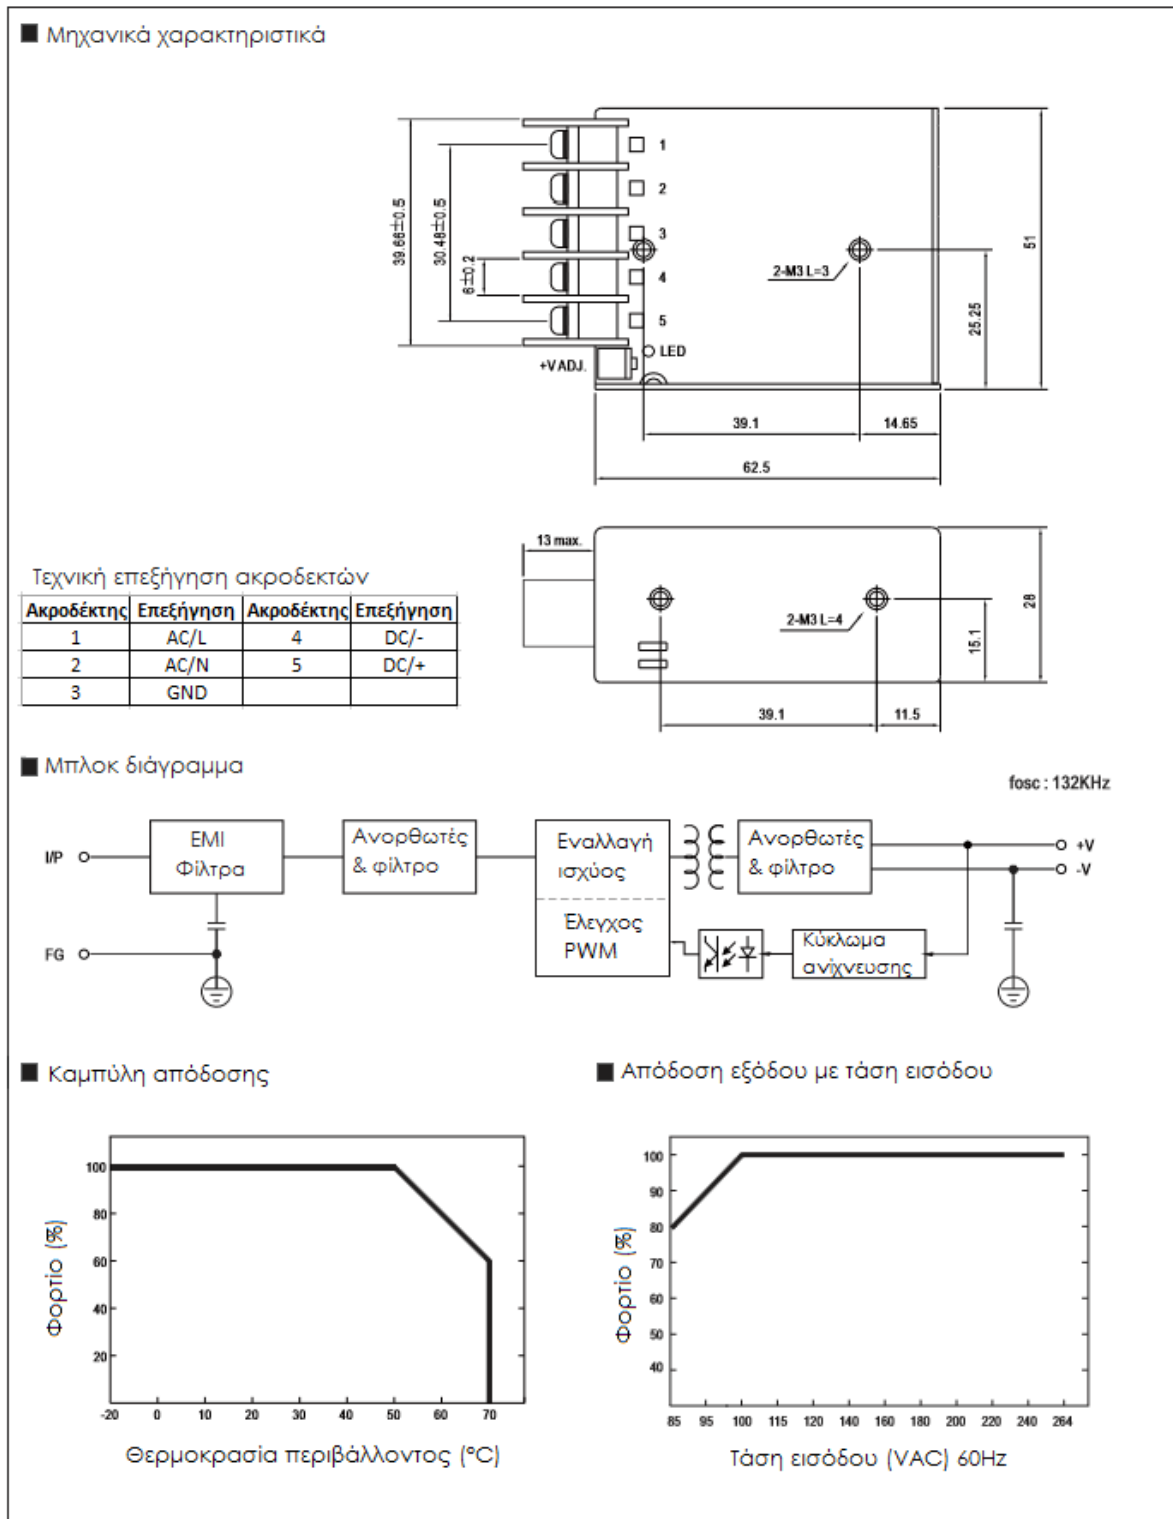 Μηχανικά χαρακτηριστικά
1
2
3
4
5
39.66±0.5
30.48±0.5
6±0.2
2-M3 L=3
51
25.25
LED
+V ADJ.
39.1
14.65
62.5
13 max.
2-M3 L=4
28
15.1
39.1
11.5
Τεχνική επεξήγηση ακροδεκτών
Ακροδέκτης Επεξήγηση Ακροδέκτης Επεξήγηση
1 AC/L 4 DC/-
2 AC/N 5 DC/+
3 GND
Μπλοκ διάγραμμα
fosc : 132KHz
I/P
EMI
Φίλτρα
Ανορθωτές
& φίλτρο
Εναλλαγή
ισχύος
Έλεγχος
PWM
Ανορθωτές
& φίλτρο
+V
-V
FG
Κύκλωμα
ανίχνευσης
Καμπύλη απόδοσης
Απόδοση εξόδου με τάση εισόδου
Φορτίο (%)
100
80
60
40
20
-20 0 10 20 30 40 50 60 70
Θερμοκρασία περιβάλλοντος (°C)
Φορτίο (%)
100
90
80
70
60
50
40
85 95 100 115 120 140 160 180 200 220 240 264
Τάση εισόδου (VAC) 60Hz